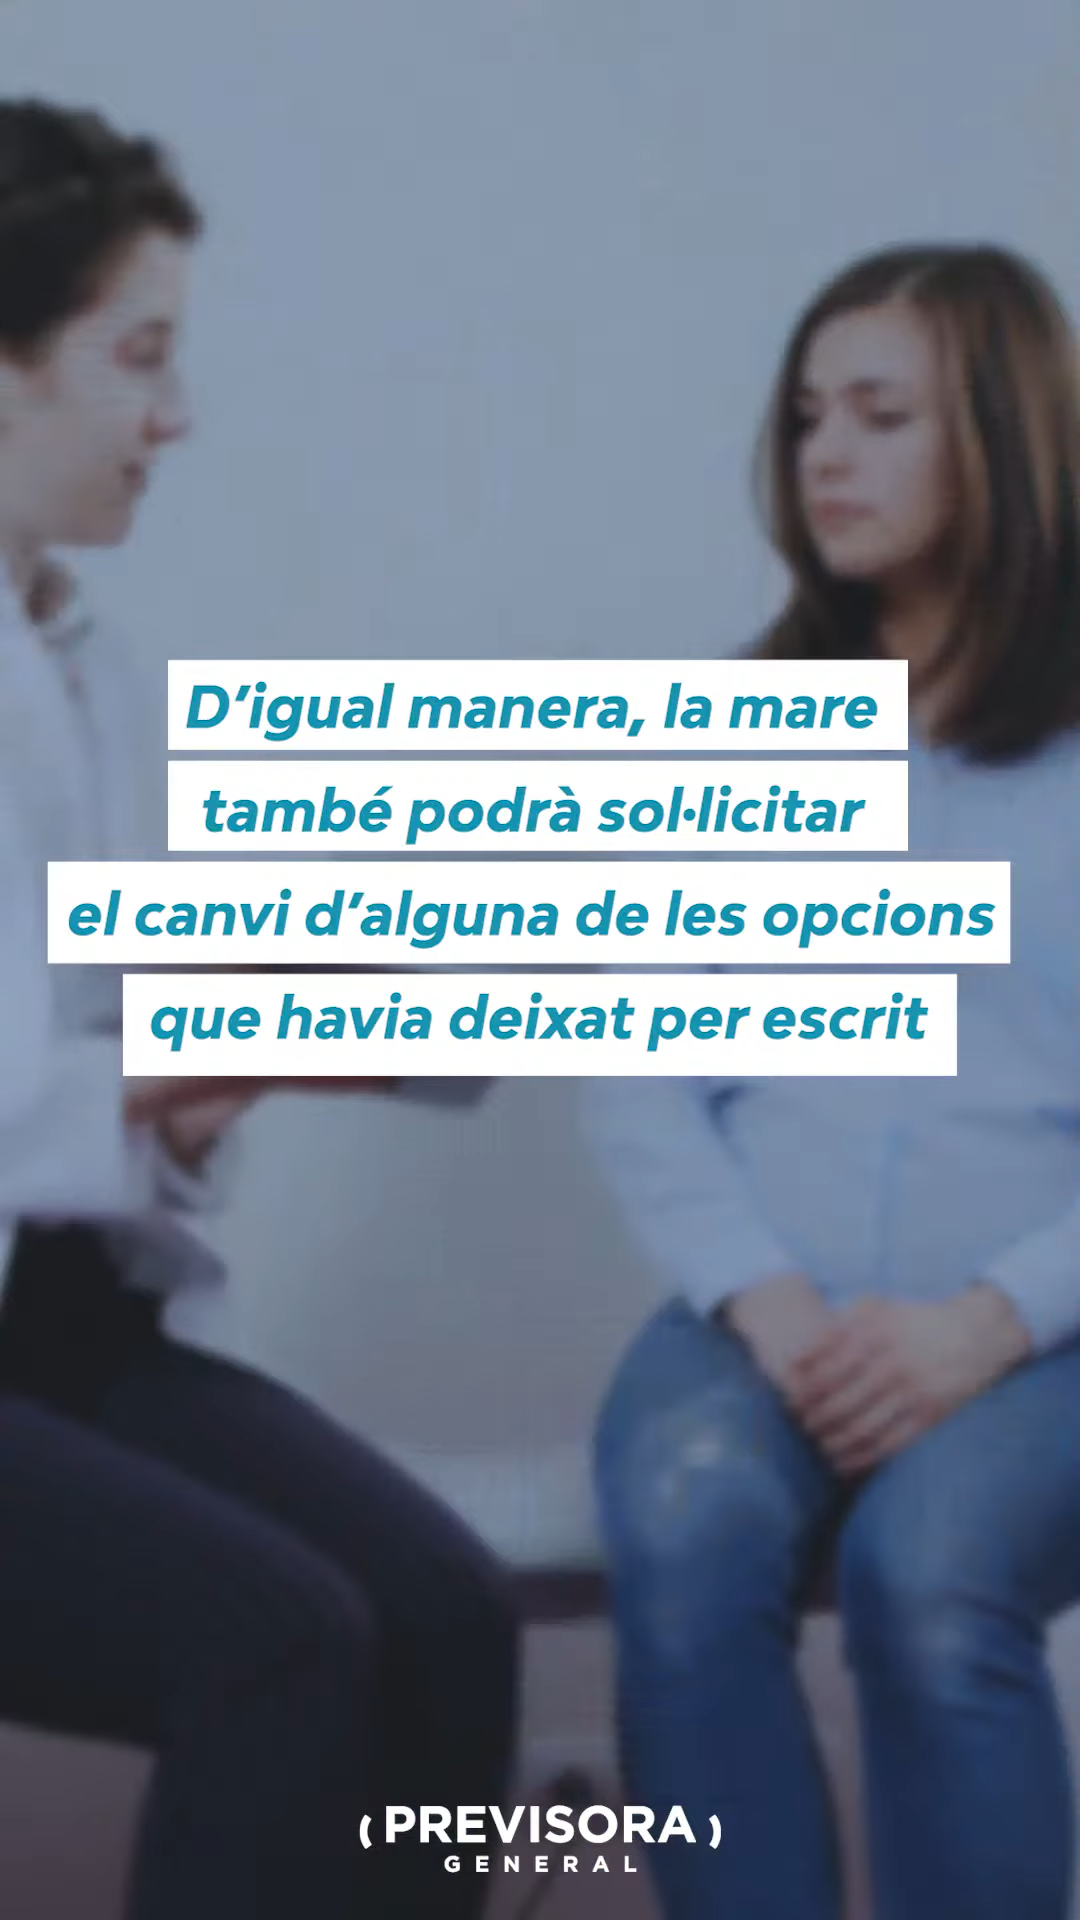 D’igual manera, la mare
també podrà sol·licitar
el canvi d’alguna de les opcions
que havia deixat per escrit
(PREVISORA)
GENERAL